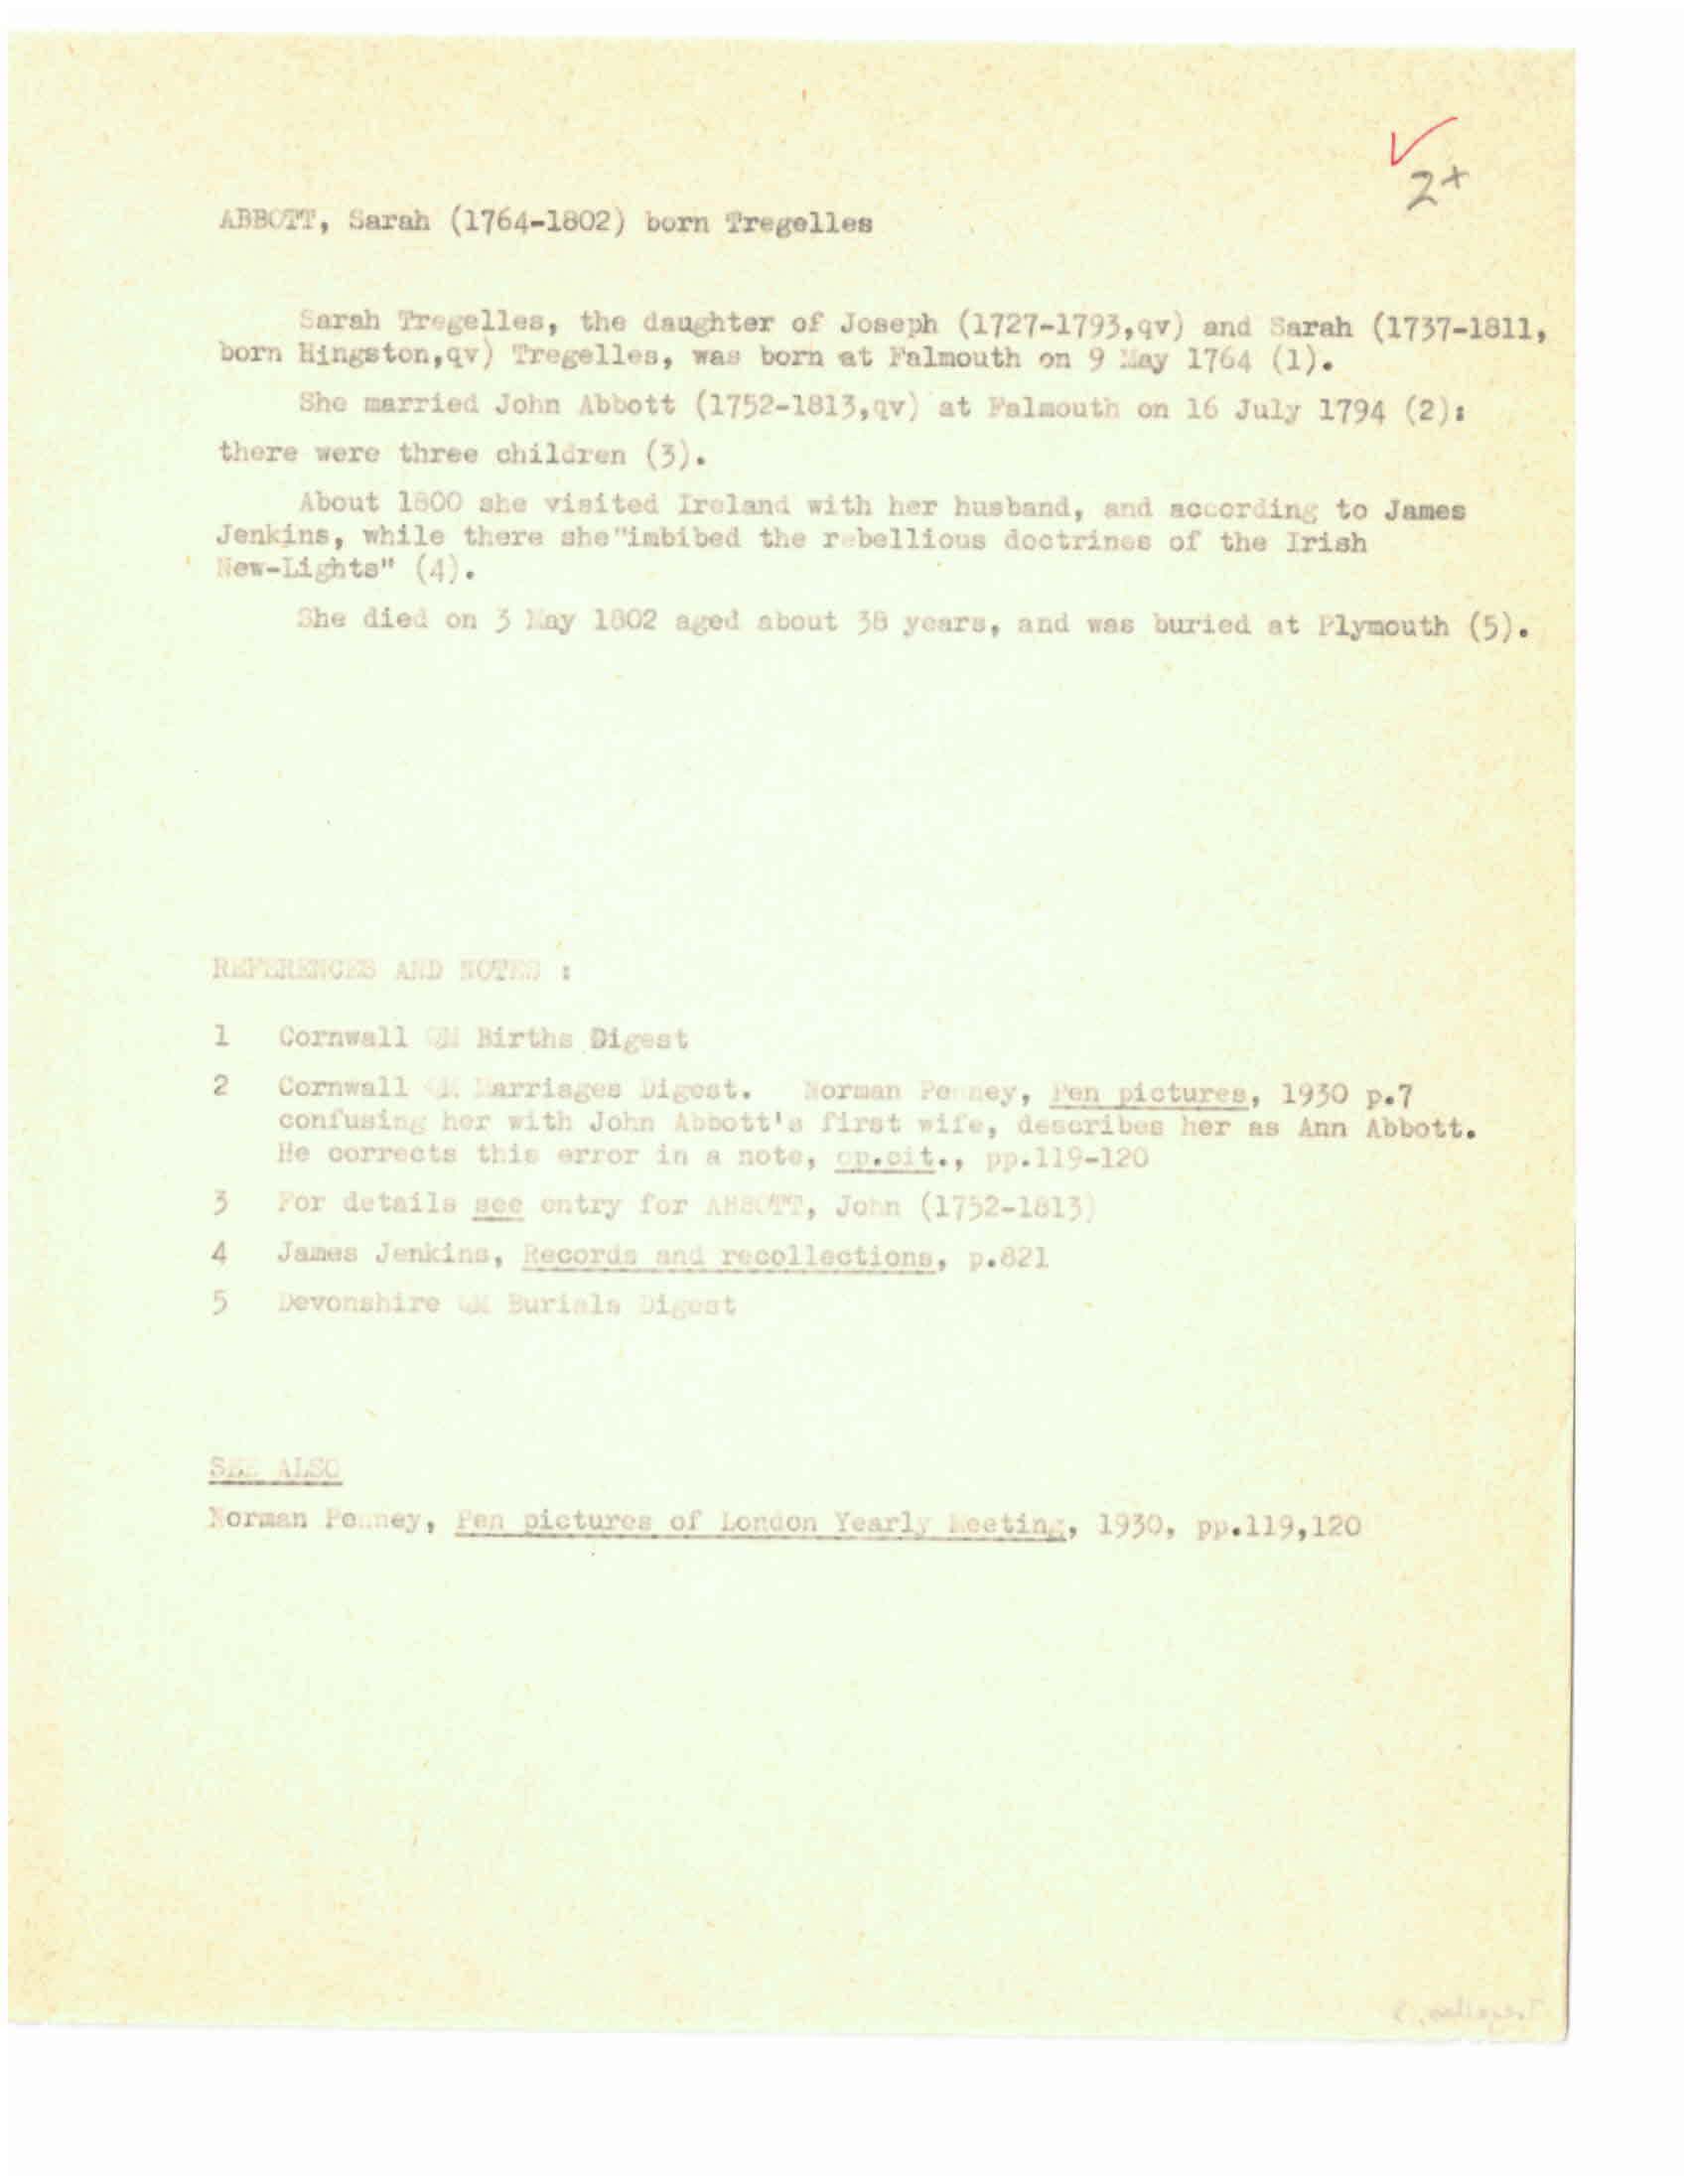 ✓
2+
ABBOTT, Sarah (1764-1802) born Tregelles
Sarah Tregelles, the daughter of Joseph (1727-1793,qv) and Sarah (1737-1811,
born Hingston,qv) Tregelles, was born at Falmouth on 9 May 1764 (1).
She married John Abbott (1752-1813,qv) at Falmouth on 16 July 1794 (2):
there were three children (3).
About 1800 she visited Ireland with her husband, and according to James
Jenkins, while there she"imbibed the rebellious doctrines of the Irish
New-Lights" (4).
She died on 3 May 1802 aged about 38 years, and was buried at Plymouth (5).
REFERENCES AND NOTES :
1 Cornwall QM Births Digest
2 Cornwall QM Marriages Digest. Norman Penney, Pen pictures, 1930 p.7
confusing her with John Abbott's first wife, describes her as Ann Abbott.
He corrects this error in a note, op.cit., pp.119-120
3 For details see entry for ABBOTT, John (1752-1813)
4 James Jenkins, Records and recollections, p.821
5 Devonshire QM Burials Digest
SEE ALSO
Norman Penney, Pen pictures of London Yearly Meeting, 1930, pp.119,120